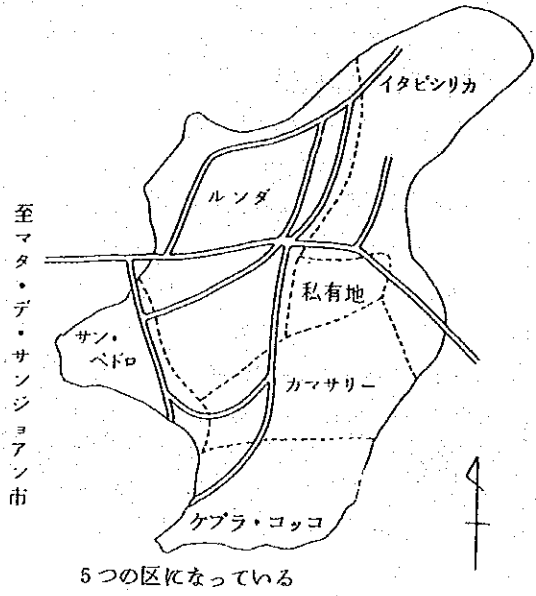 イタピシリカ
ルンダ
至マタ・デ・サンジョアン市
私有地
サン・
ペドロ
カマサリー
ケブラ・コッコ
5つの区になっている